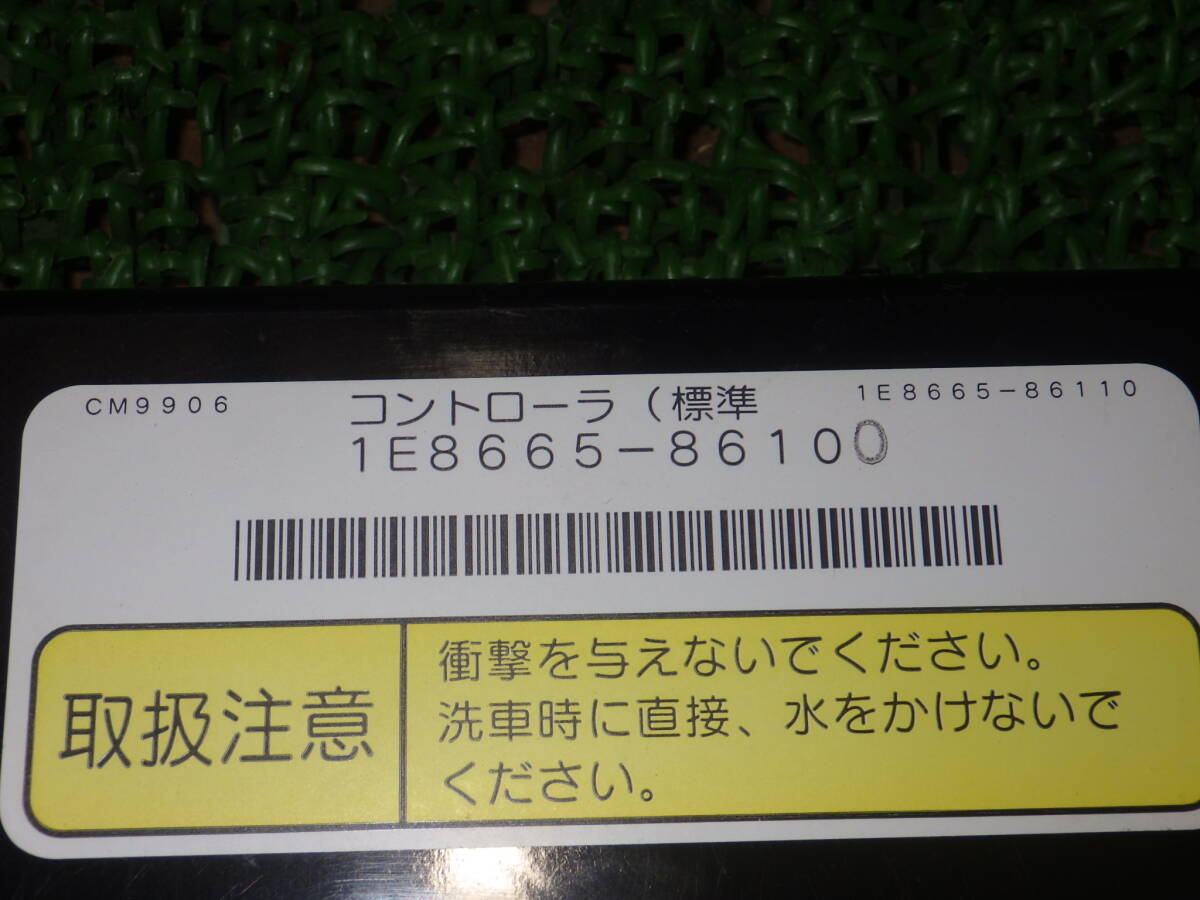 CM9906
コントローラ（標準
1E8665-86110
1E8665-86100
取扱注意
衝撃を与えないでください。
洗車時に直接、水をかけないで
ください。